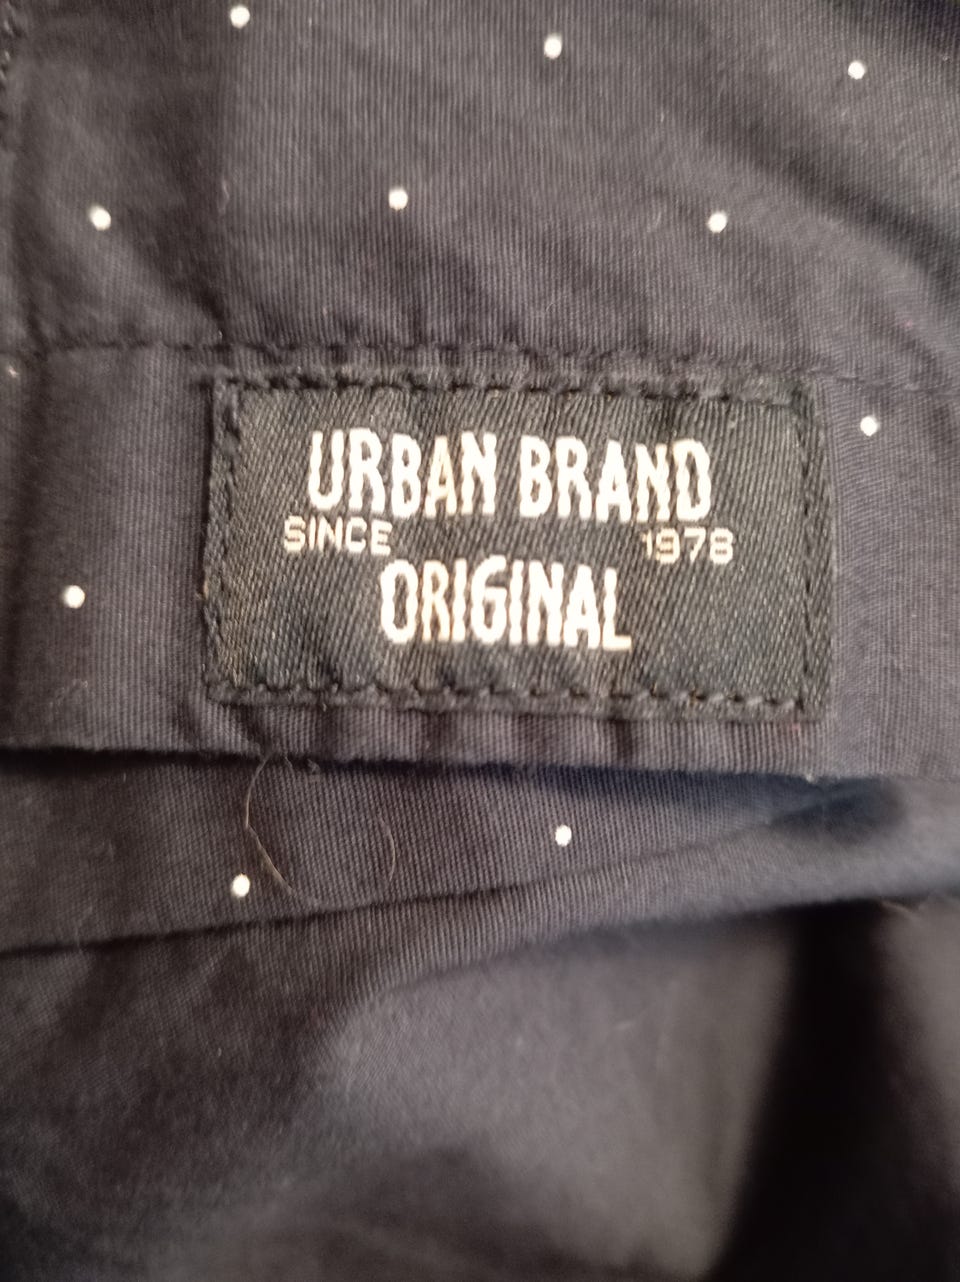 URBAN BRAND
SINCE 1978
ORIGINAL